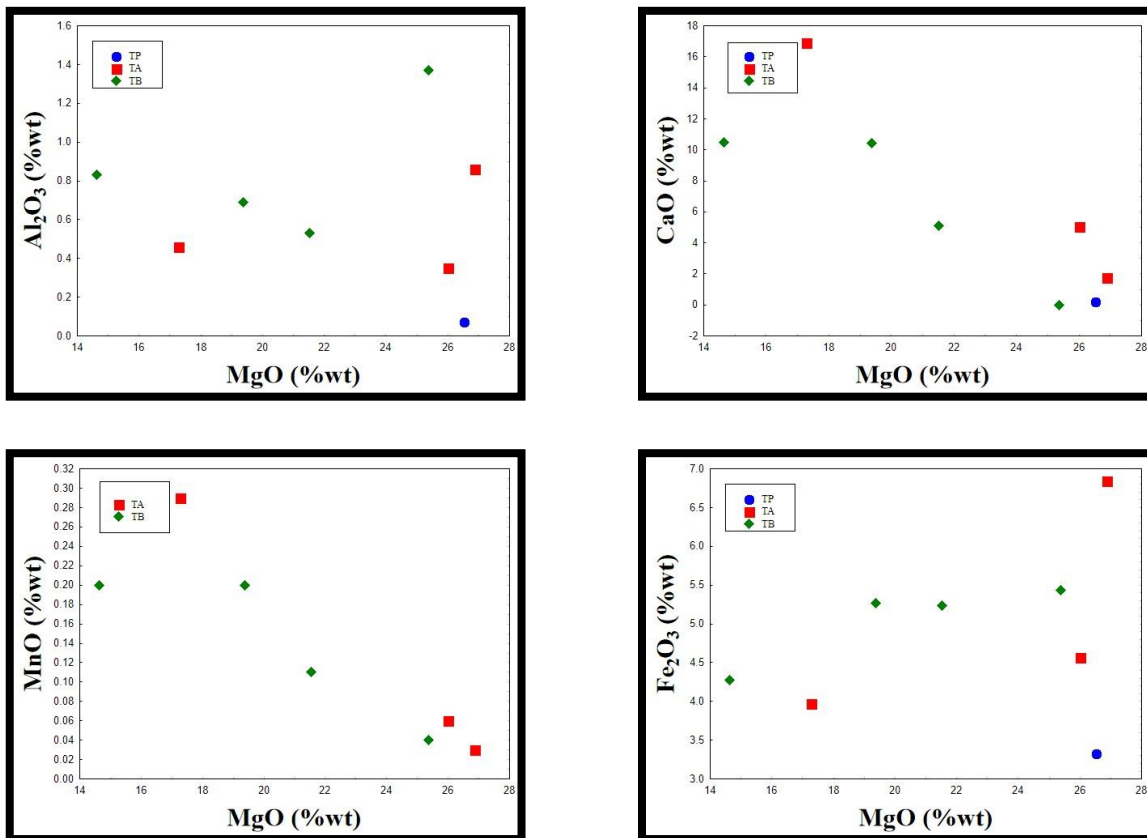 1.6
1.4
1.2
1.0
0.8
0.6
0.4
0.2
0.0
Al₂O₃ (%wt)
TP
TA
TB
14 16 18 20 22 24 26 28
MgO (%wt)
18
16
14
12
10
8
6
4
2
0
-2
CaO (%wt)
TP
TA
TB
14 16 18 20 22 24 26 28
MgO (%wt)
0.32
0.30
0.28
0.26
0.24
0.22
0.20
0.18
0.16
0.14
0.12
0.10
0.08
0.06
0.04
0.02
0.00
MnO (%wt)
TA
TB
14 16 18 20 22 24 26 28
MgO (%wt)
7.0
6.5
6.0
5.5
5.0
4.5
4.0
3.5
3.0
Fe₂O₃ (%wt)
TP
TA
TB
14 16 18 20 22 24 26 28
MgO (%wt)